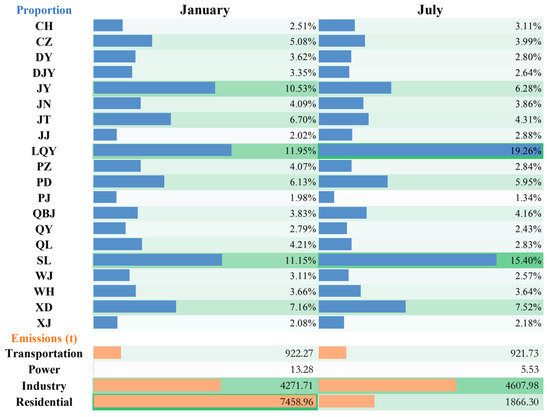 Proportion January July
CH 2.51% 3.11%
CZ 5.08% 3.99%
DY 3.62% 2.80%
DJY 3.35% 2.64%
JY 10.53% 6.28%
JN 4.09% 3.86%
JT 6.70% 4.31%
JJ 2.02% 2.88%
LQY 11.95% 19.26%
PZ 4.07% 2.84%
PD 6.13% 5.95%
PJ 1.98% 1.34%
QBJ 3.83% 4.16%
QY 2.79% 2.43%
QL 4.21% 2.83%
SL 11.15% 15.40%
WJ 3.11% 2.57%
WH 3.66% 3.64%
XD 7.16% 7.52%
XJ 2.08% 2.18%
Emissions (t)
Transportation 922.27 921.73
Power 13.28 5.53
Industry 4271.71 4607.98
Residential 7458.96 1866.30